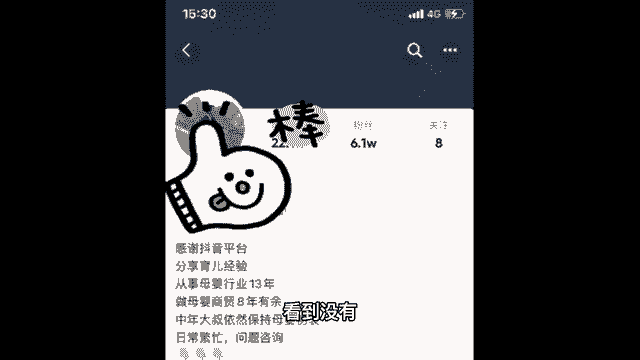 15:30
4G
棒
粉丝
关注
22
6.1w
8
感谢抖音平台
分享育儿经验
从事母婴行业13年
做母婴商贸8年有余
看到没有
中年大叔依然保持母婴
日常繁忙，问题咨询